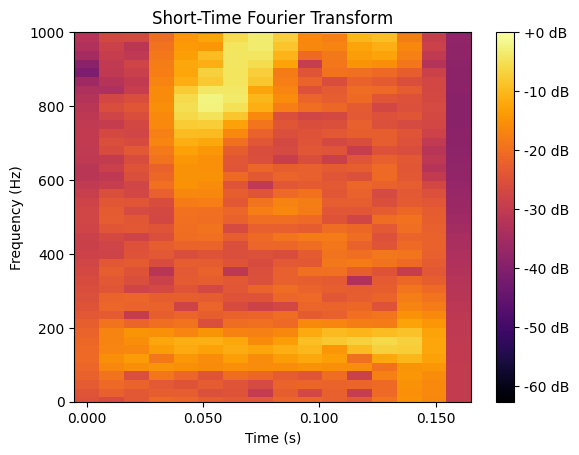 Short-Time Fourier Transform
1000
800
600
400
200
0
Frequency (Hz)
0.000
0.050
0.100
0.150
Time (s)
+0 dB
-10 dB
-20 dB
-30 dB
-40 dB
-50 dB
-60 dB